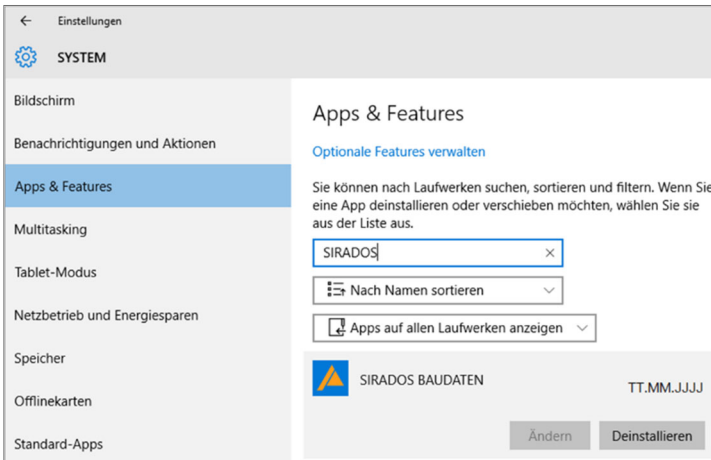 Einstellungen
SYSTEM
Bildschirm
Benachrichtigungen und Aktionen
Apps & Features
Multitasking
Tablet-Modus
Netzbetrieb und Energiesparen
Speicher
Offlinekarten
Standard-Apps
Apps & Features
Optionale Features verwalten
Sie können nach Laufwerken suchen, sortieren und filtern. Wenn Sie
eine App deinstallieren oder verschieben möchten, wählen Sie sie
aus der Liste aus.
SIRADOS
Nach Namen sortieren
Apps auf allen Laufwerken anzeigen
SIRADOS BAUDATEN
TT.MM.JJJJ
Ändern
Deinstallieren